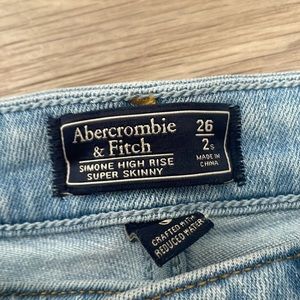 Abercrombie
& Fitch
SIMONE HIGH RISE
SUPER SKINNY
26
2s
MADE IN
CHINA
CRAFTED WITH
REDUCED WATER